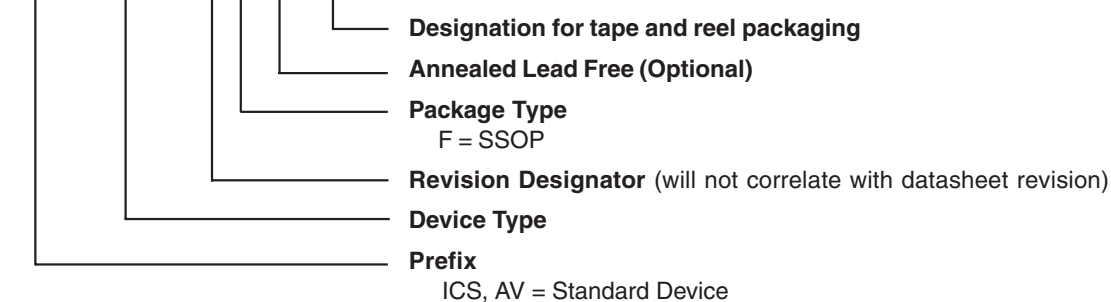 Designation for tape and reel packaging
Annealed Lead Free (Optional)
Package Type
F = SSOP
Revision Designator (will not correlate with datasheet revision)
Device Type
Prefix
ICS, AV = Standard Device